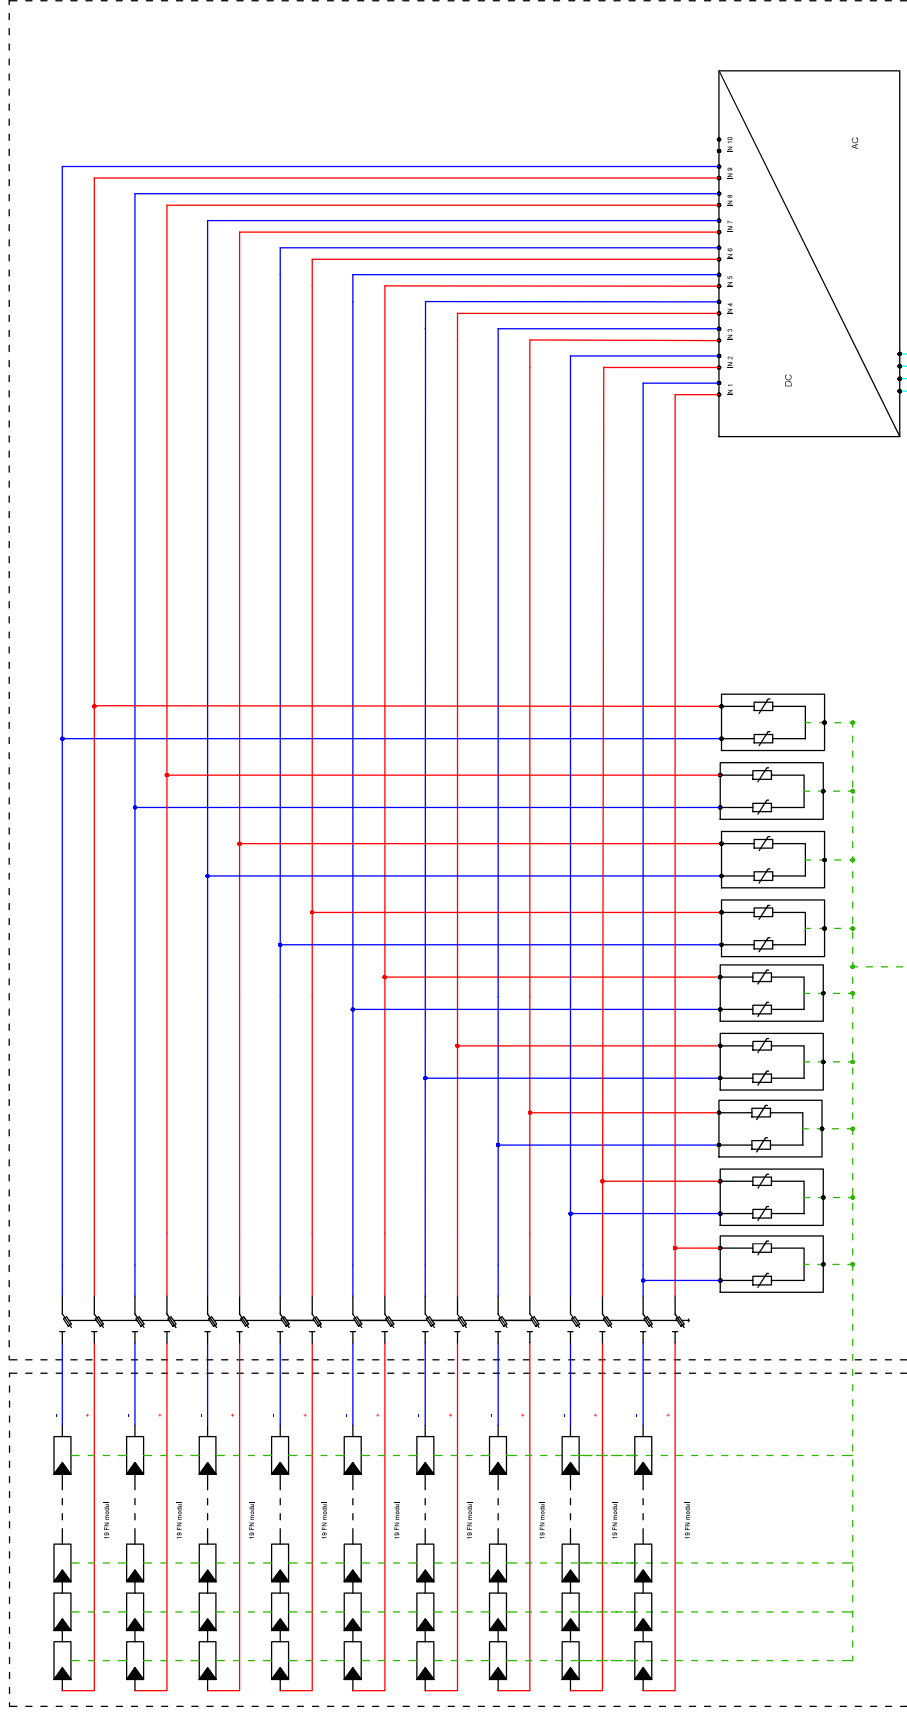 AC
IN 10
IN 9
IN 8
IN 7
IN 6
IN 5
IN 4
IN 3
IN 2
IN 1
DC
- + - + - + - + - + - + - + - + - +
19 FN modul
19 FN modul
19 FN modul
19 FN modul
19 FN modul
19 FN modul
19 FN modul
19 FN modul
19 FN modul